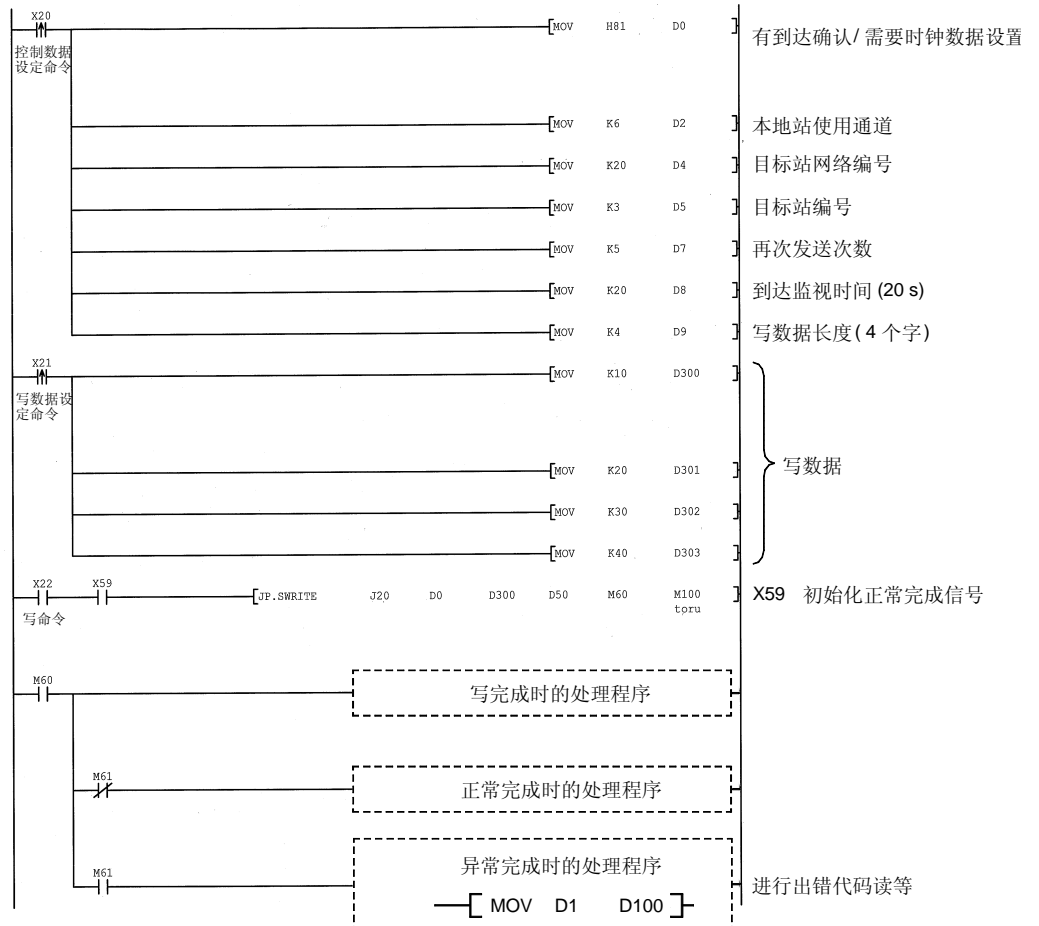 X20
控制数据
设定命令
MOV H81 D0
有到达确认/ 需要时钟数据设置
MOV K6 D2
本地站使用通道
MOV K20 D4
目标站网络编号
MOV K3 D5
目标站编号
MOV K5 D7
再次发送次数
MOV K20 D8
到达监视时间 (20 s)
MOV K4 D9
写数据长度( 4 个字)
X21
写数据设
定命令
MOV K10 D300
MOV K20 D301
写数据
MOV K30 D302
MOV K40 D303
X22 X59
写命令
JP.SWRITE J20 D0 D300 D50 M60 M100
toru
X59 初始化正常完成信号
M60
写完成时的处理程序
M61
正常完成时的处理程序
M61
异常完成时的处理程序
MOV D1 D100
进行出错代码读等